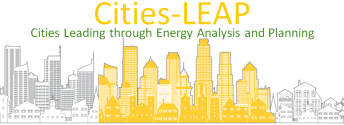 Cities-LEAP
Cities Leading through Energy Analysis and Planning